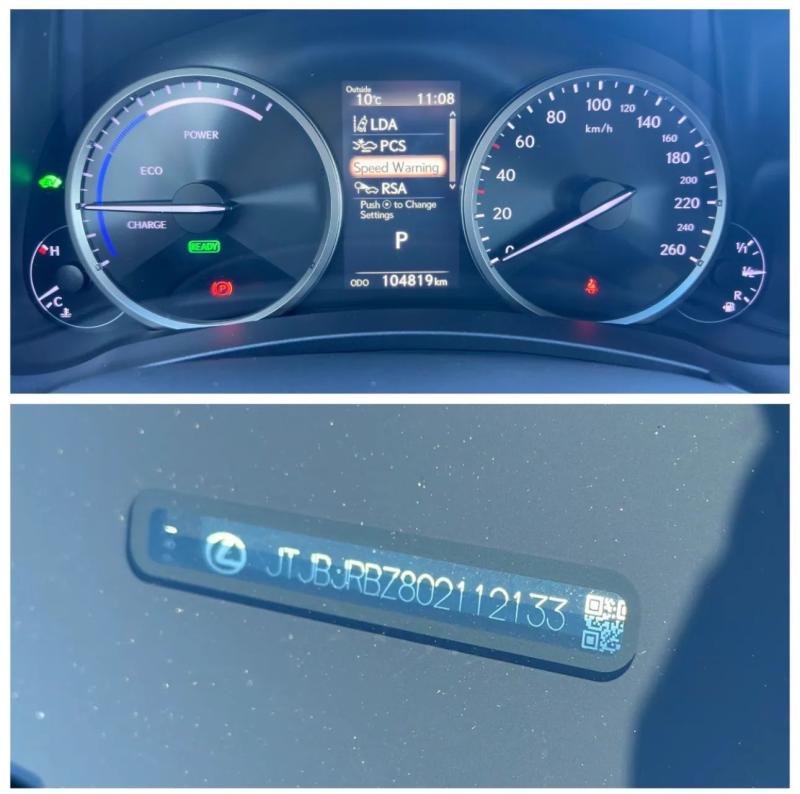 Outside
10°C 11:08
LDA
PCS
Speed Warning
RSA
Push ⦿ to Change
Settings
P
ODO 104819 km
POWER
ECO
CHARGE
READY
(P)
H
C
0
20
40
60
80
100
120
140
160
180
200
220
240
260
km/h
1/1
1/2
R
JTJBJRBZ802112133